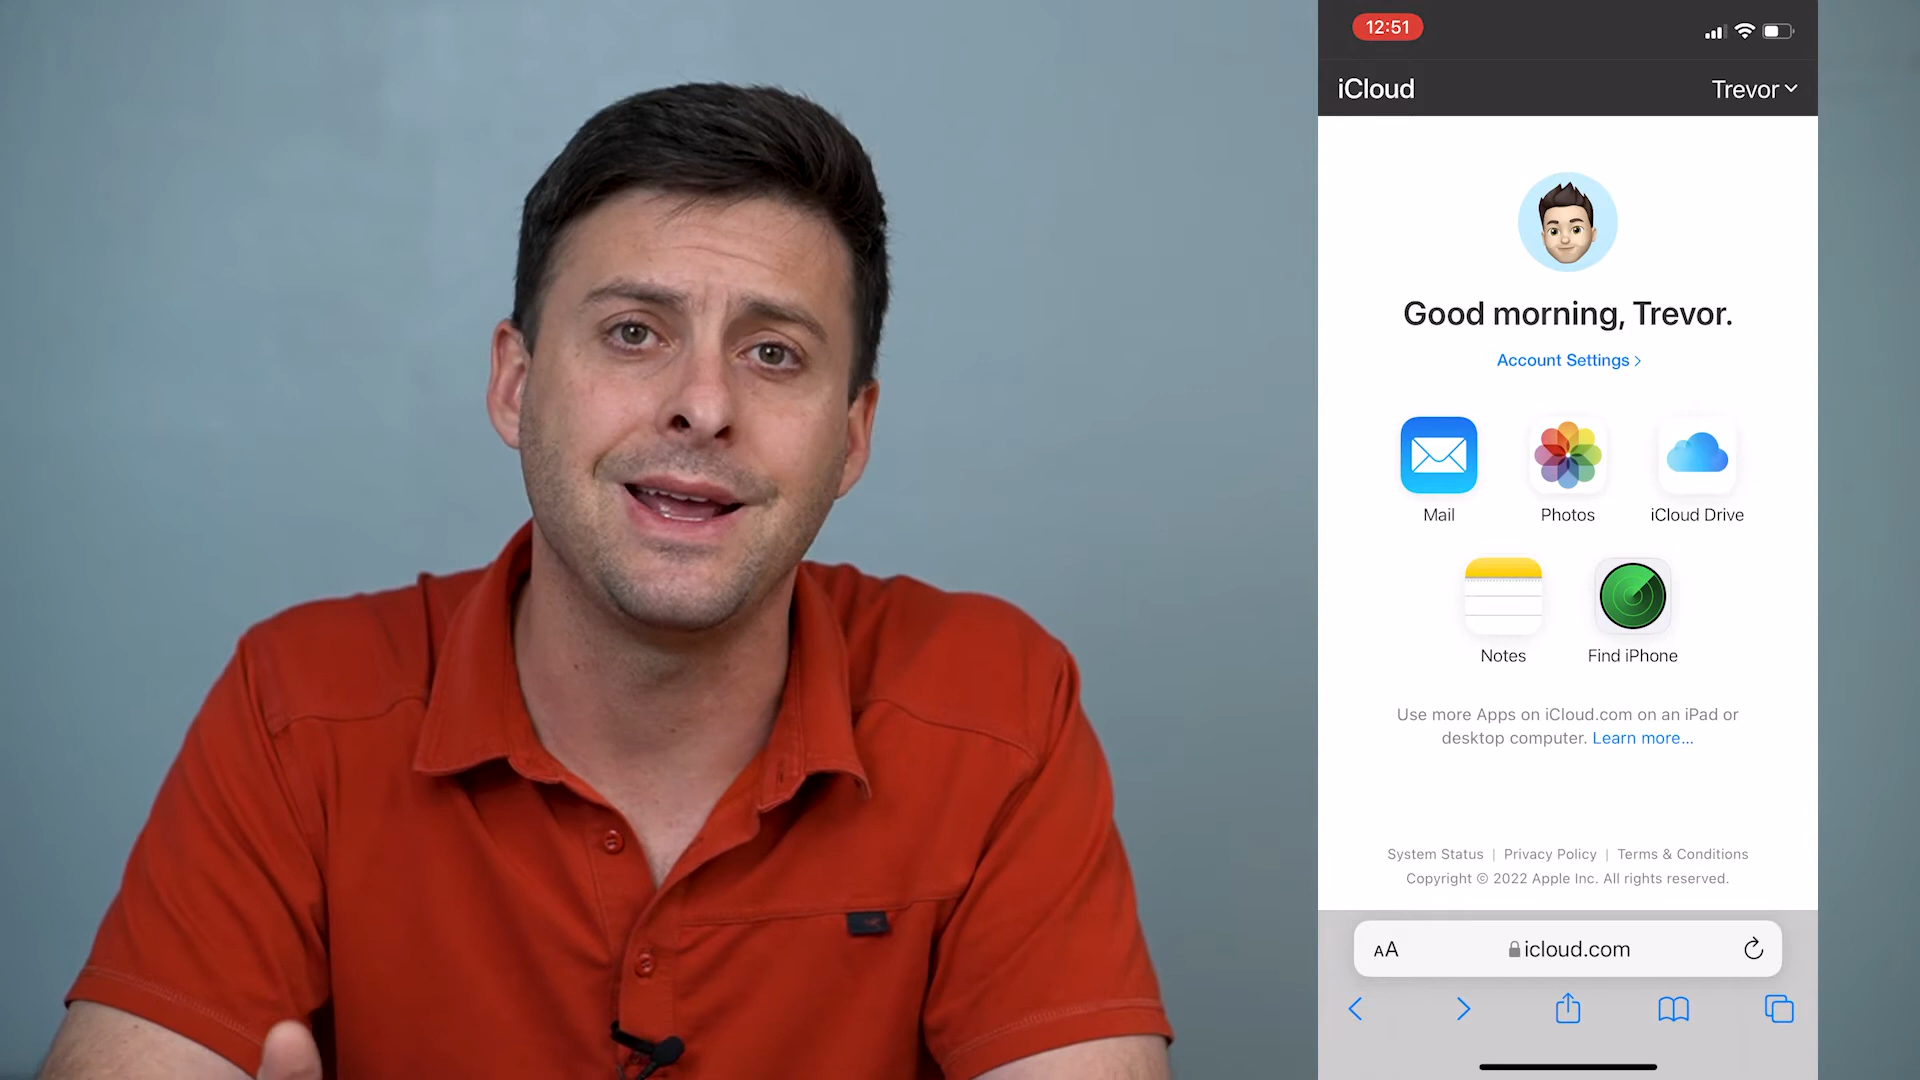 12:51
iCloud
Trevor
Good morning, Trevor.
Account Settings >
Mail
Photos
iCloud Drive
Notes
Find iPhone
Use more Apps on iCloud.com on an iPad or
desktop computer. Learn more...
System Status | Privacy Policy | Terms & Conditions
Copyright © 2022 Apple Inc. All rights reserved.
AA
icloud.com